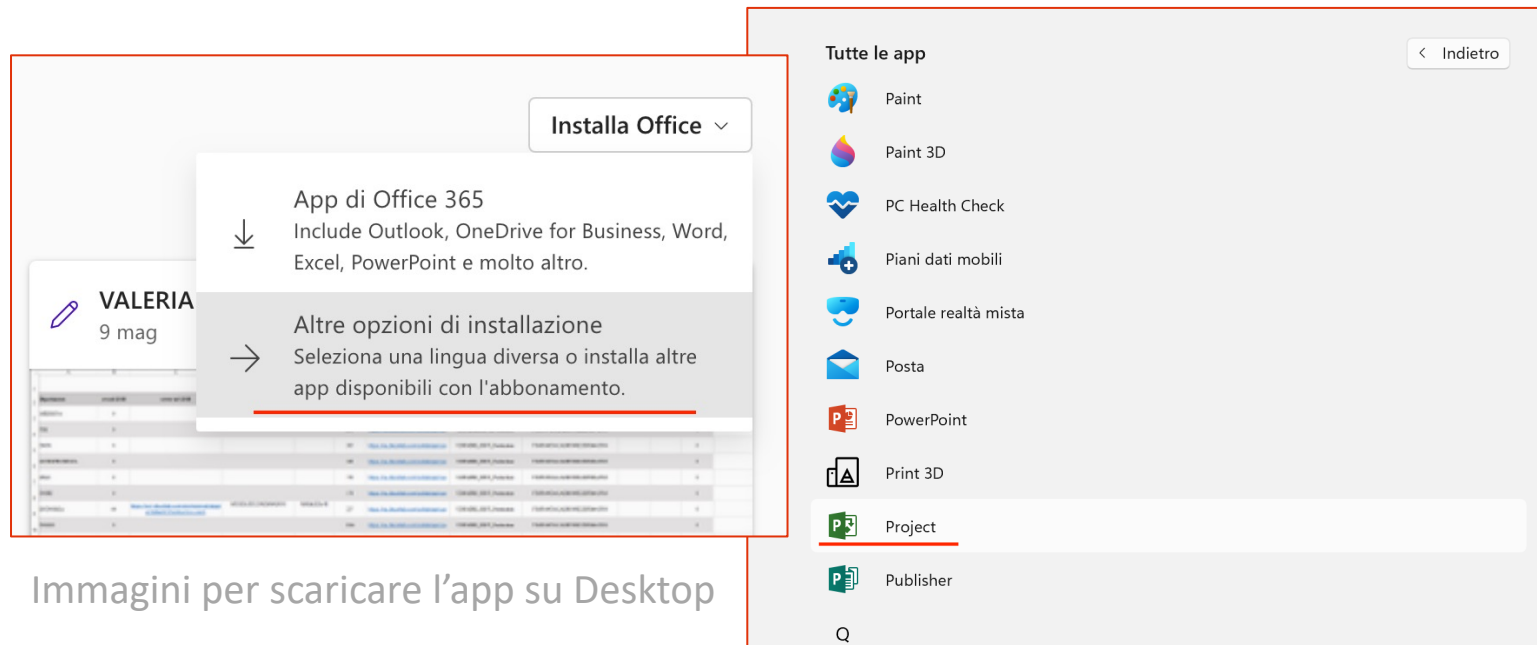 Installa Office
App di Office 365
Include Outlook, OneDrive for Business, Word,
Excel, PowerPoint e molto altro.
VALERIA
9 mag
Altre opzioni di installazione
Seleziona una lingua diversa o installa altre
app disponibili con l'abbonamento.
Immagini per scaricare l’app su Desktop
Tutte le app
Indietro
Paint
Paint 3D
PC Health Check
Piani dati mobili
Portale realtà mista
Posta
PowerPoint
Print 3D
Project
Publisher
Q